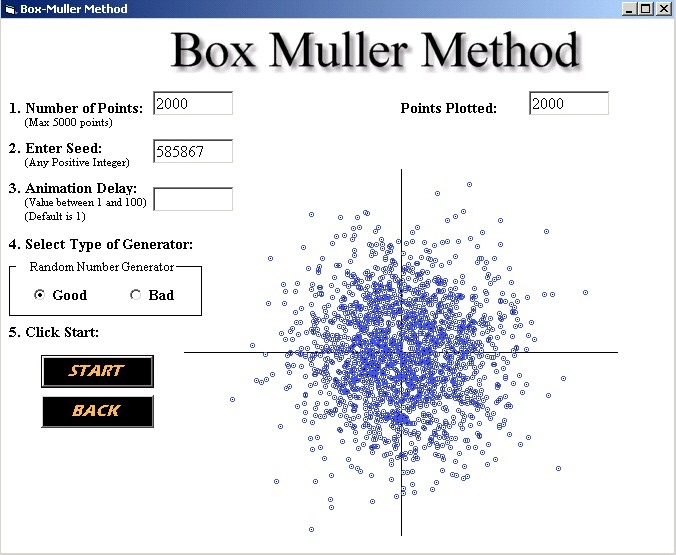 Box-Muller Method
Box Muller Method
1. Number of Points: 2000
(Max 5000 points)
Points Plotted: 2000
2. Enter Seed: 585867
(Any Positive Integer)
3. Animation Delay:
(Value between 1 and 100)
(Default is 1)
4. Select Type of Generator:
Random Number Generator
Good Bad
5. Click Start:
START
BACK